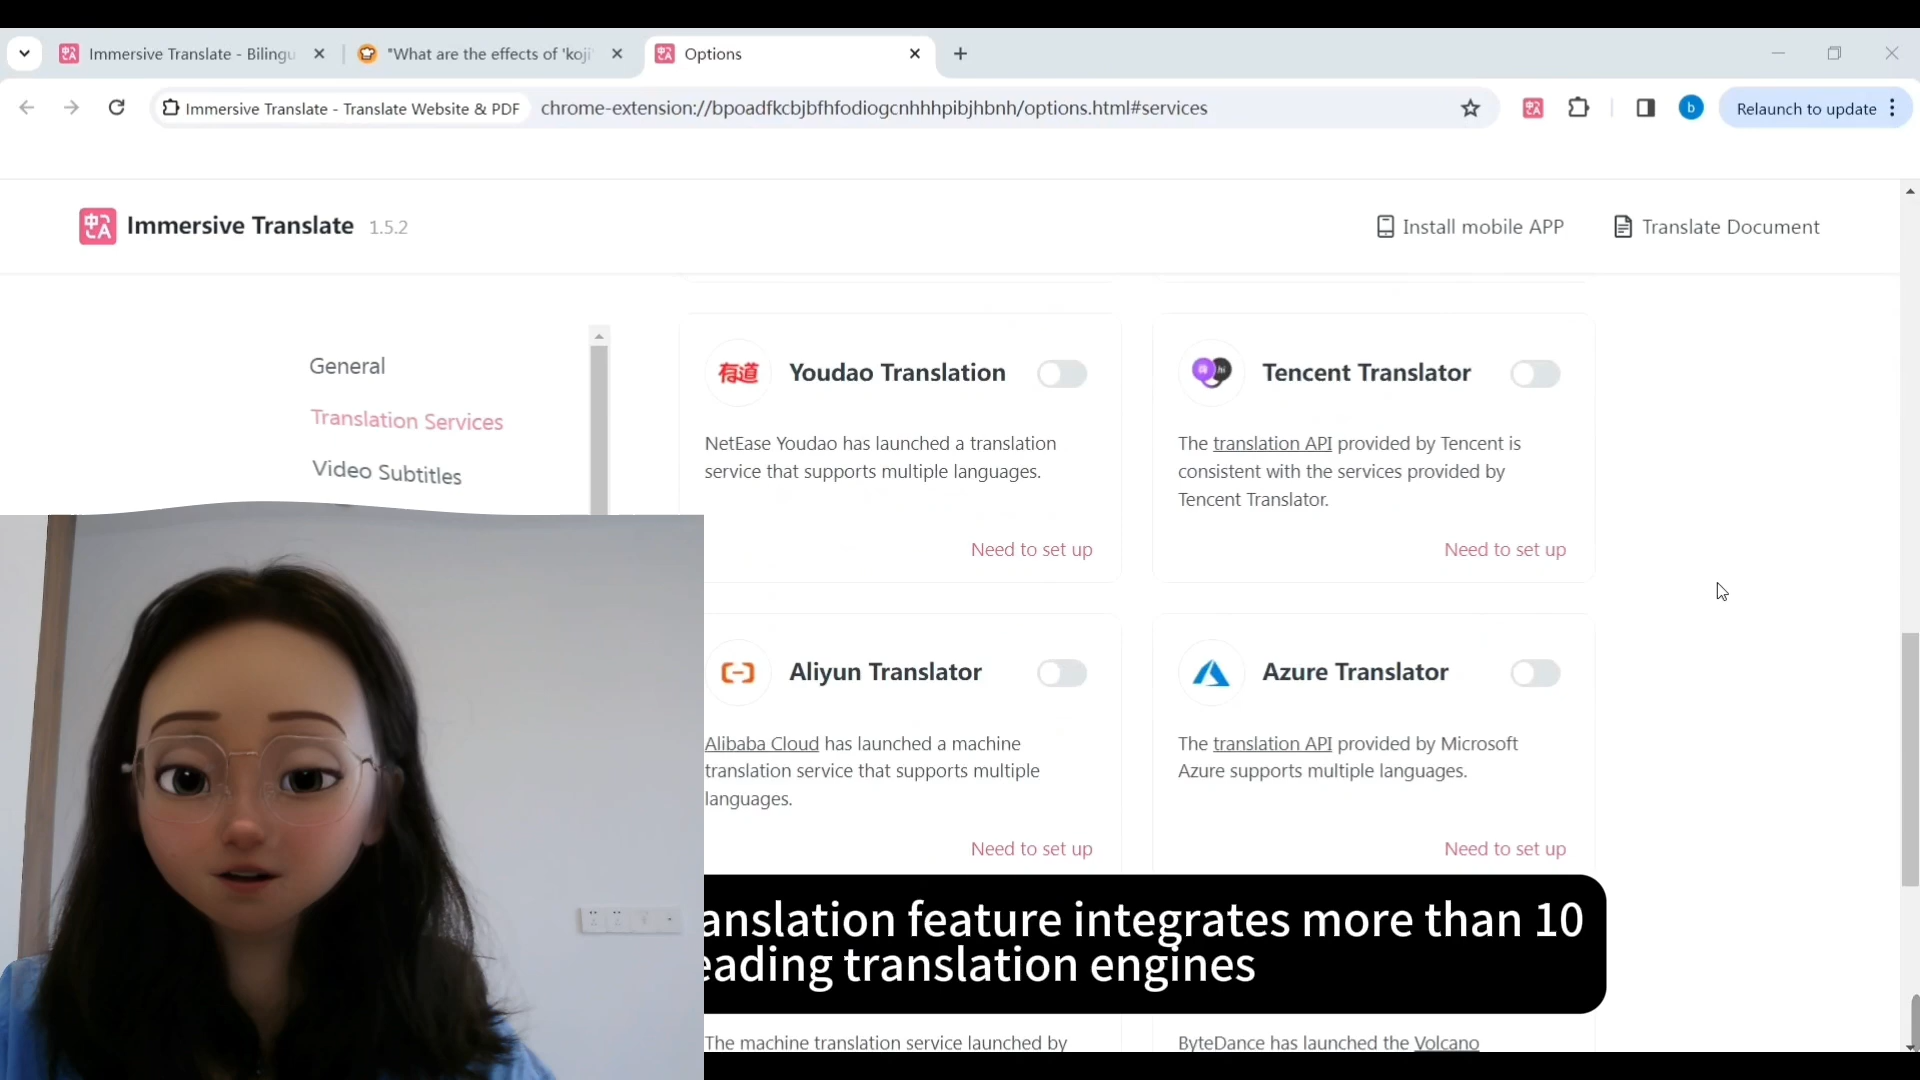 Immersive Translate - Bilingu
"What are the effects of 'koji'
Options
Immersive Translate - Translate Website & PDF
chrome-extension://bpoadfkcbjbfhfodiogcnhhhpibjhbnh/options.html#services
b
Relaunch to update
中A
Immersive Translate 1.5.2
Install mobile APP
Translate Document
General
Translation Services
Video Subtitles
有道
Youdao Translation
NetEase Youdao has launched a translation
service that supports multiple languages.
Need to set up
hi
Tencent Translator
The translation API provided by Tencent is
consistent with the services provided by
Tencent Translator.
Need to set up
Aliyun Translator
Alibaba Cloud has launched a machine
translation service that supports multiple
languages.
Need to set up
Azure Translator
The translation API provided by Microsoft
Azure supports multiple languages.
Need to set up
anslation feature integrates more than 10
eading translation engines
The machine translation service launched by
ByteDance has launched the Volcano